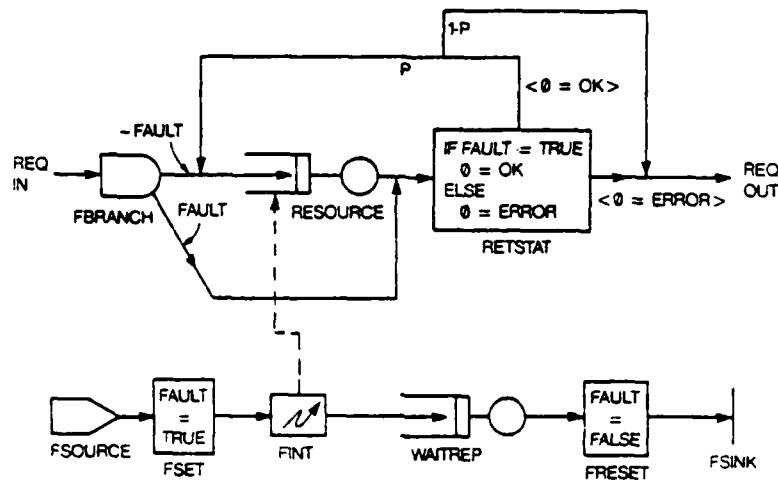 1-P
P
<0 = OK>
~FAULT
REQ
IN
FAULT
FBRANCH
RESOURCE
IF FAULT = TRUE
0 = OK
ELSE
0 = ERROR
RETSTAT
<0 = ERROR>
REQ
OUT
FSOURCE
FAULT
=
TRUE
FSET
FINT
WAITREP
FAULT
=
FALSE
FRESET
FSINK